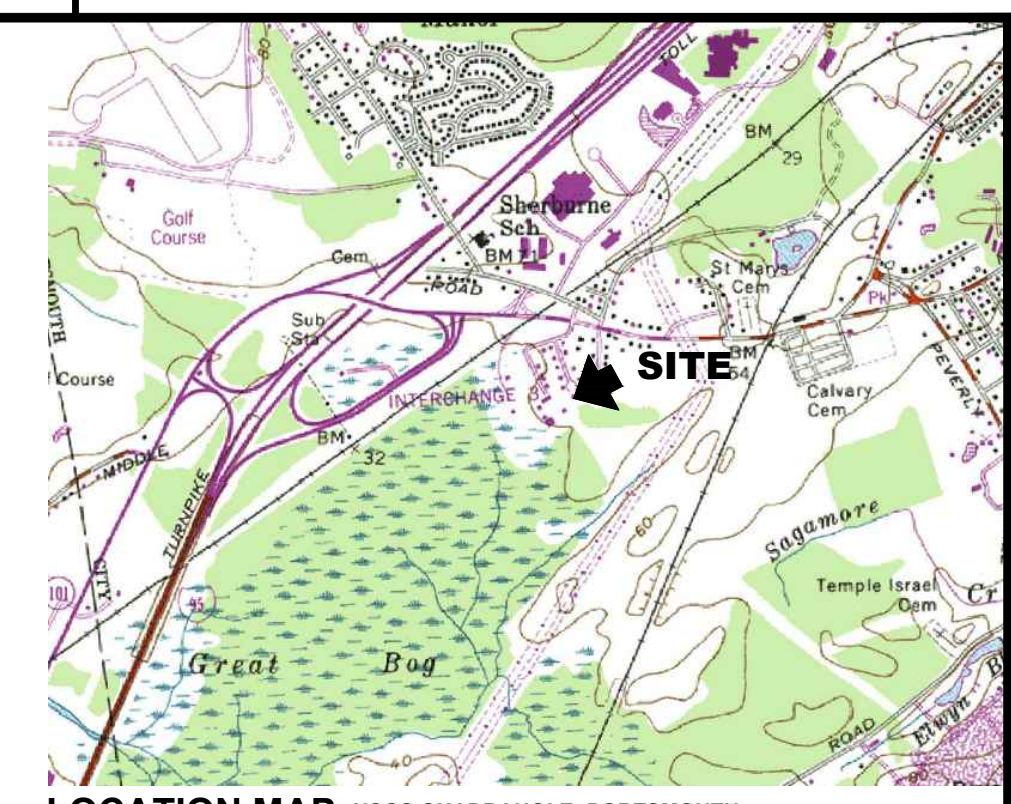 80
TOLL
BM
29
Golf
Course
Sherburne
Sch
BM 71
Cem
ROAD
St Marys
Cem
Pk
Sub
Sta
SITE
BM
54
Course
INTERCHANGE 3
Calvary
Cem
PEVERLY
BM
32
MIDDLE
TURNPIKE
60
Sagamore
CITY
101
95
Temple Israel
Cem
Cr
Great Bog
ROAD
Elwyn
B
40
LOCATION MAP